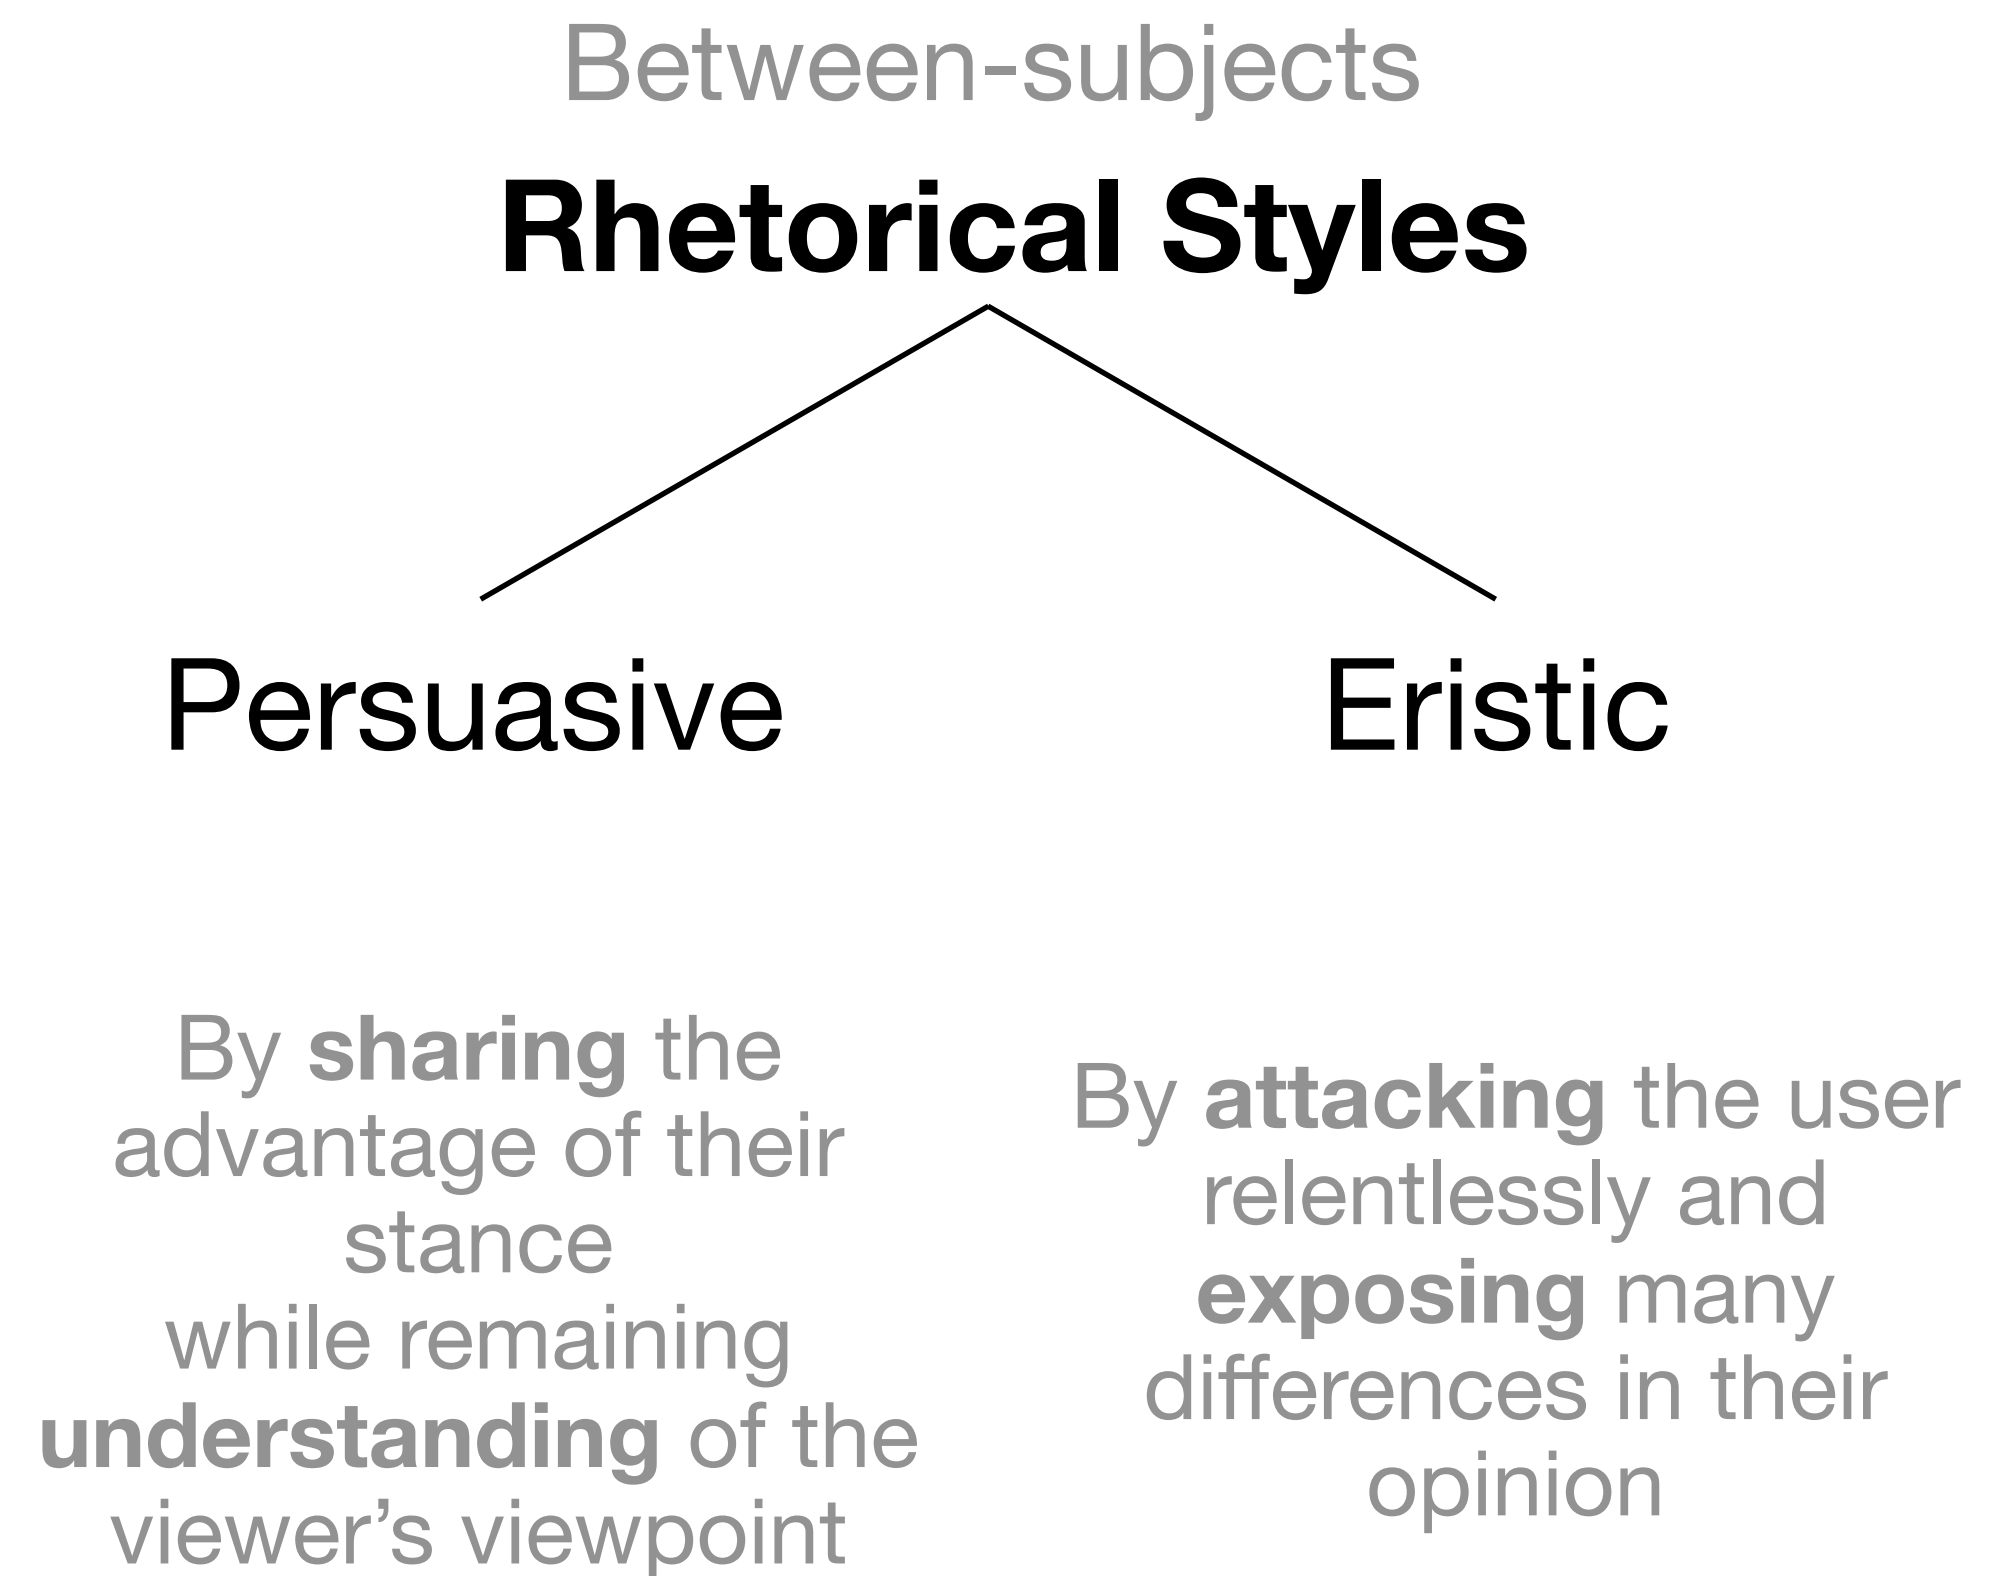 Between-subjects
Rhetorical Styles
Persuasive
Eristic
By sharing the
advantage of their
stance
while remaining
understanding of the
viewer’s viewpoint
By attacking the user
relentlessly and
exposing many
differences in their
opinion